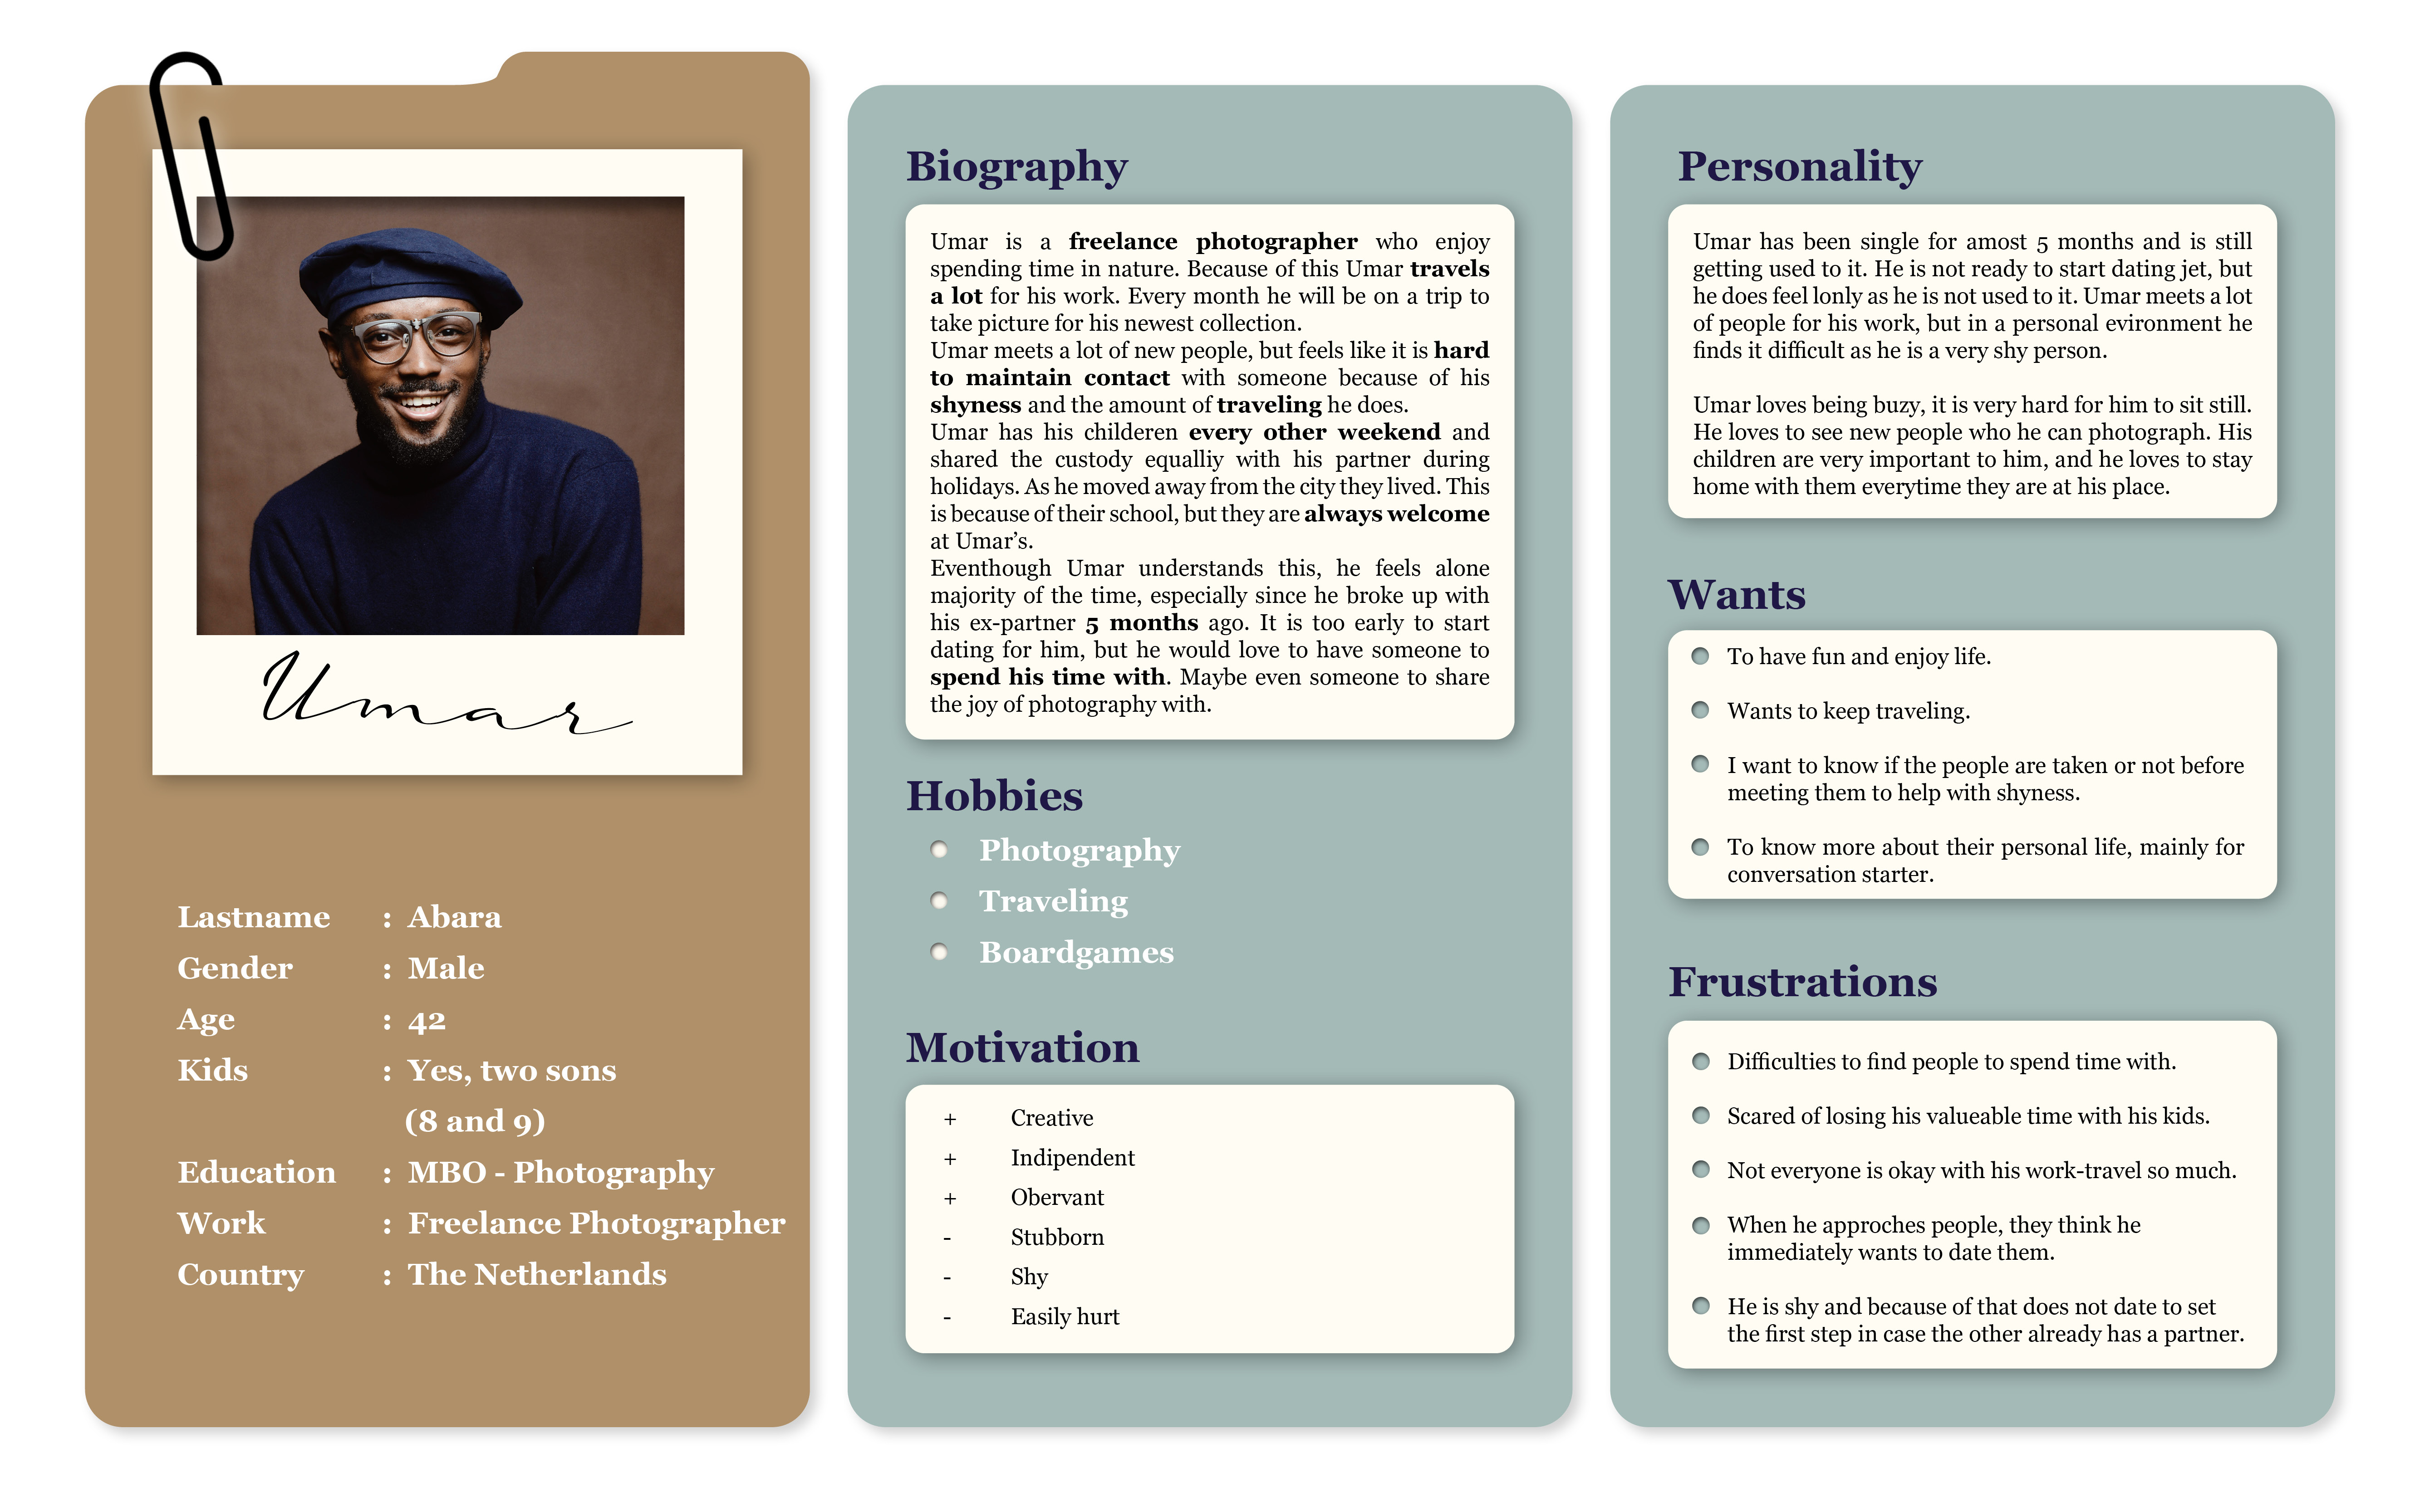 Umar
Lastname : Abara
Gender : Male
Age : 42
Kids : Yes, two sons
(8 and 9)
Education : MBO - Photography
Work : Freelance Photographer
Country : The Netherlands
Biography
Umar is a freelance photographer who enjoy
spending time in nature. Because of this Umar travels
a lot for his work. Every month he will be on a trip to
take picture for his newest collection.
Umar meets a lot of new people, but feels like it is hard
to maintain contact with someone because of his
shyness and the amount of traveling he does.
Umar has his childeren every other weekend and
shared the custody equalliy with his partner during
holidays. As he moved away from the city they lived. This
is because of their school, but they are always welcome
at Umar’s.
Eventhough Umar understands this, he feels alone
majority of the time, especially since he broke up with
his ex-partner 5 months ago. It is too early to start
dating for him, but he would love to have someone to
spend his time with. Maybe even someone to share
the joy of photography with.
Hobbies
Photography
Traveling
Boardgames
Motivation
+ Creative
+ Indipendent
+ Obervant
- Stubborn
- Shy
- Easily hurt
Personality
Umar has been single for amost 5 months and is still
getting used to it. He is not ready to start dating jet, but
he does feel lonly as he is not used to it. Umar meets a lot
of people for his work, but in a personal evironment he
finds it difficult as he is a very shy person.
Umar loves being buzy, it is very hard for him to sit still.
He loves to see new people who he can photograph. His
children are very important to him, and he loves to stay
home with them everytime they are at his place.
Wants
To have fun and enjoy life.
Wants to keep traveling.
I want to know if the people are taken or not before
meeting them to help with shyness.
To know more about their personal life, mainly for
conversation starter.
Frustrations
Difficulties to find people to spend time with.
Scared of losing his valueable time with his kids.
Not everyone is okay with his work-travel so much.
When he approches people, they think he
immediately wants to date them.
He is shy and because of that does not date to set
the first step in case the other already has a partner.